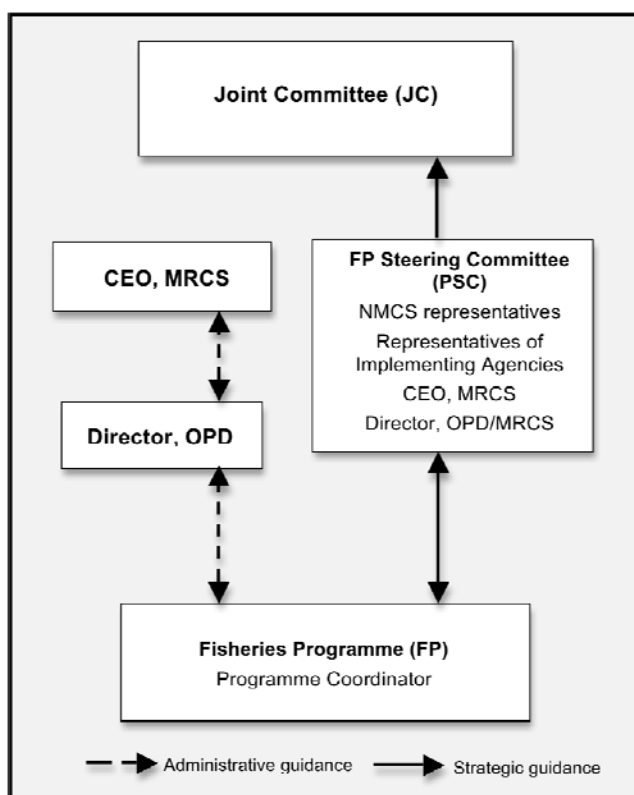 Joint Committee (JC)
CEO, MRCS
Director, OPD
FP Steering Committee
(PSC)
NMCS representatives
Representatives of
Implementing Agencies
CEO, MRCS
Director, OPD/MRCS
Fisheries Programme (FP)
Programme Coordinator
Administrative guidance
Strategic guidance